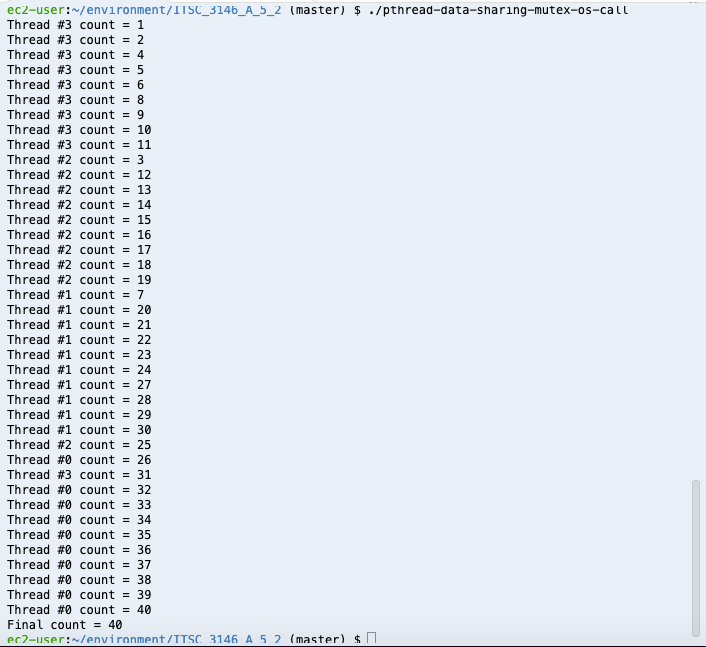 ec2-user:~/environment/ITSC_3146_A_5_2 (master) $ ./pthread-data-sharing-mutex-os-call
Thread #3 count = 1
Thread #3 count = 2
Thread #3 count = 4
Thread #3 count = 5
Thread #3 count = 6
Thread #3 count = 8
Thread #3 count = 9
Thread #3 count = 10
Thread #3 count = 11
Thread #2 count = 3
Thread #2 count = 12
Thread #2 count = 13
Thread #2 count = 14
Thread #2 count = 15
Thread #2 count = 16
Thread #2 count = 17
Thread #2 count = 18
Thread #2 count = 19
Thread #1 count = 7
Thread #1 count = 20
Thread #1 count = 21
Thread #1 count = 22
Thread #1 count = 23
Thread #1 count = 24
Thread #1 count = 27
Thread #1 count = 28
Thread #1 count = 29
Thread #1 count = 30
Thread #2 count = 25
Thread #0 count = 26
Thread #3 count = 31
Thread #0 count = 32
Thread #0 count = 33
Thread #0 count = 34
Thread #0 count = 35
Thread #0 count = 36
Thread #0 count = 37
Thread #0 count = 38
Thread #0 count = 39
Thread #0 count = 40
Final count = 40
ec2-user:~/environment/ITSC_3146_A_5_2 (master) $